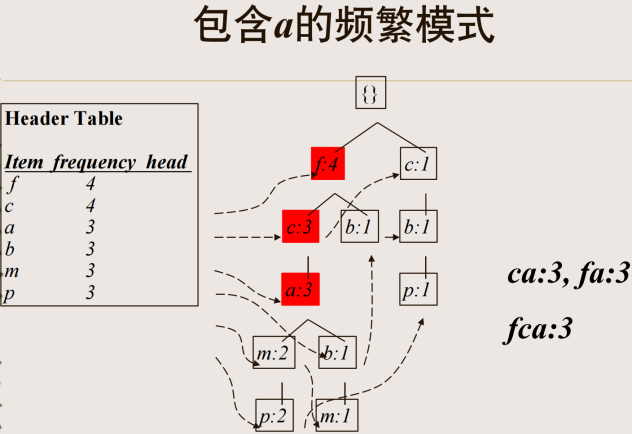 包含a的频繁模式
Header Table
Item frequency head
f 4
c 4
a 3
b 3
m 3
p 3
{}
f:4
c:1
c:3
b:1
b:1
a:3
p:1
m:2
b:1
p:2
m:1
ca:3, fa:3
fca:3